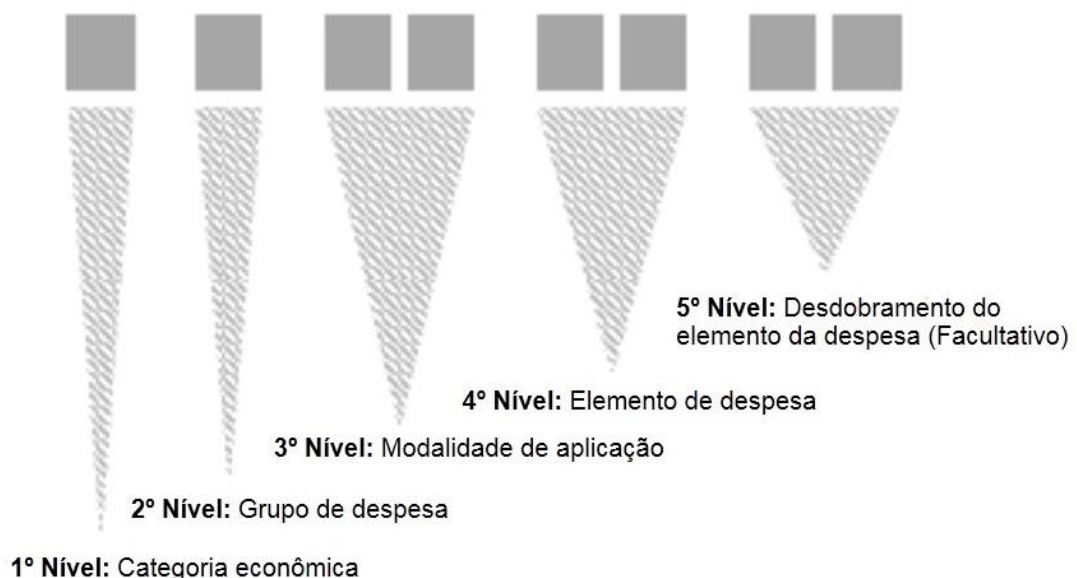 5º Nível: Desdobramento do
elemento da despesa (Facultativo)
4º Nível: Elemento de despesa
3º Nível: Modalidade de aplicação
2º Nível: Grupo de despesa
1º Nível: Categoria econômica